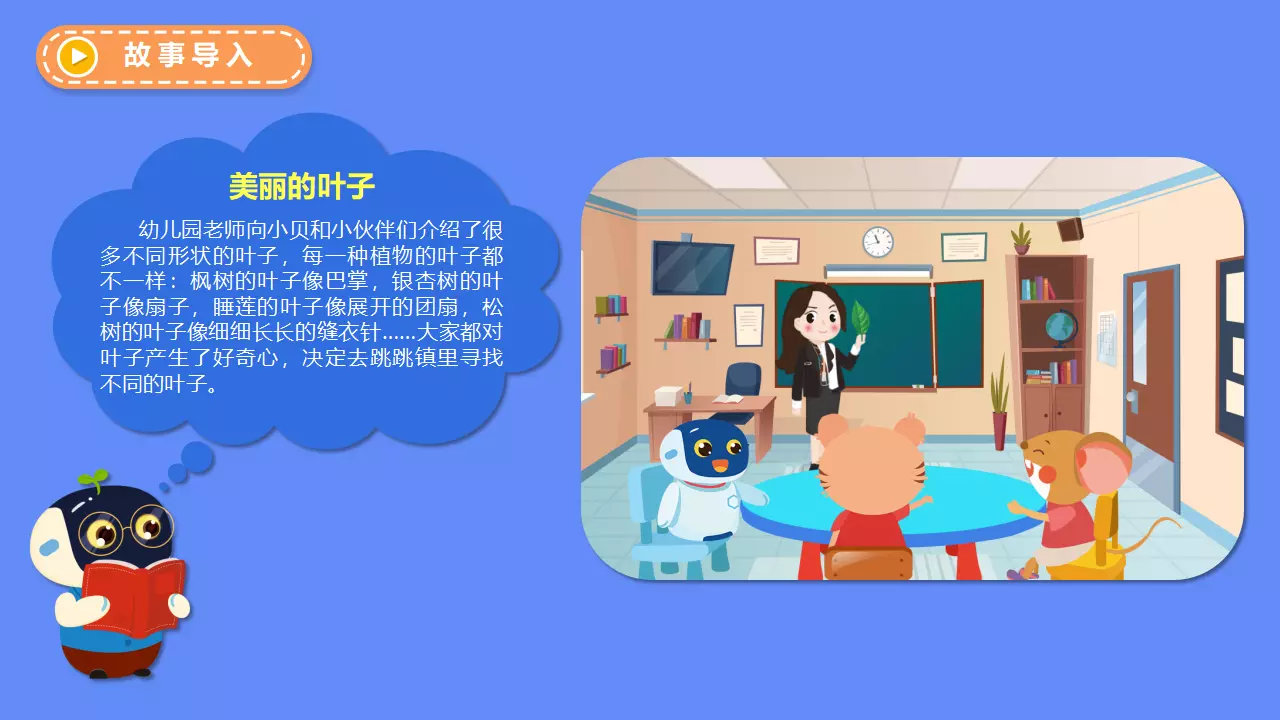 故事导入
美丽的叶子
幼儿园老师向小贝和小伙伴们介绍了很
多不同形状的叶子，每一种植物的叶子都
不一样：枫树的叶子像巴掌，银杏树的叶
子像扇子，睡莲的叶子像展开的团扇，松
树的叶子像细细长长的缝衣针......大家都对
叶子产生了好奇心，决定去跳跳镇里寻找
不同的叶子。